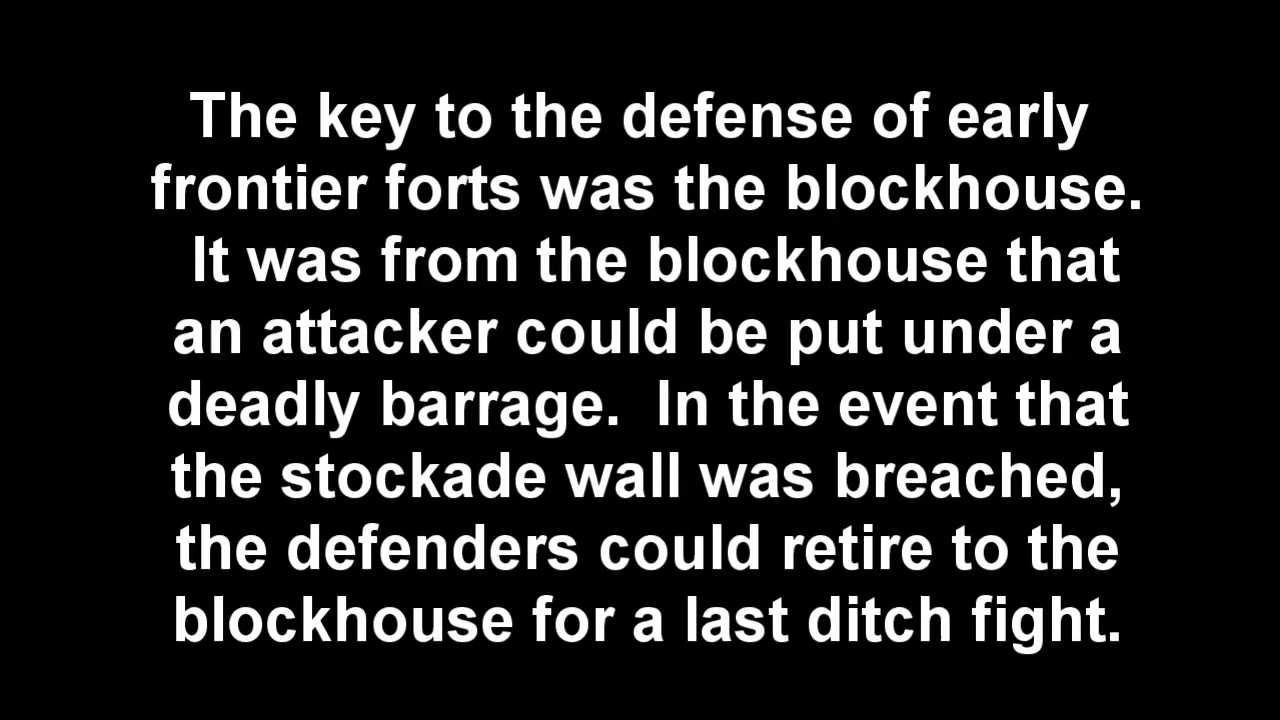 The key to the defense of early
frontier forts was the blockhouse.
It was from the blockhouse that
an attacker could be put under a
deadly barrage.  In the event that
the stockade wall was breached,
the defenders could retire to the
blockhouse for a last ditch fight.